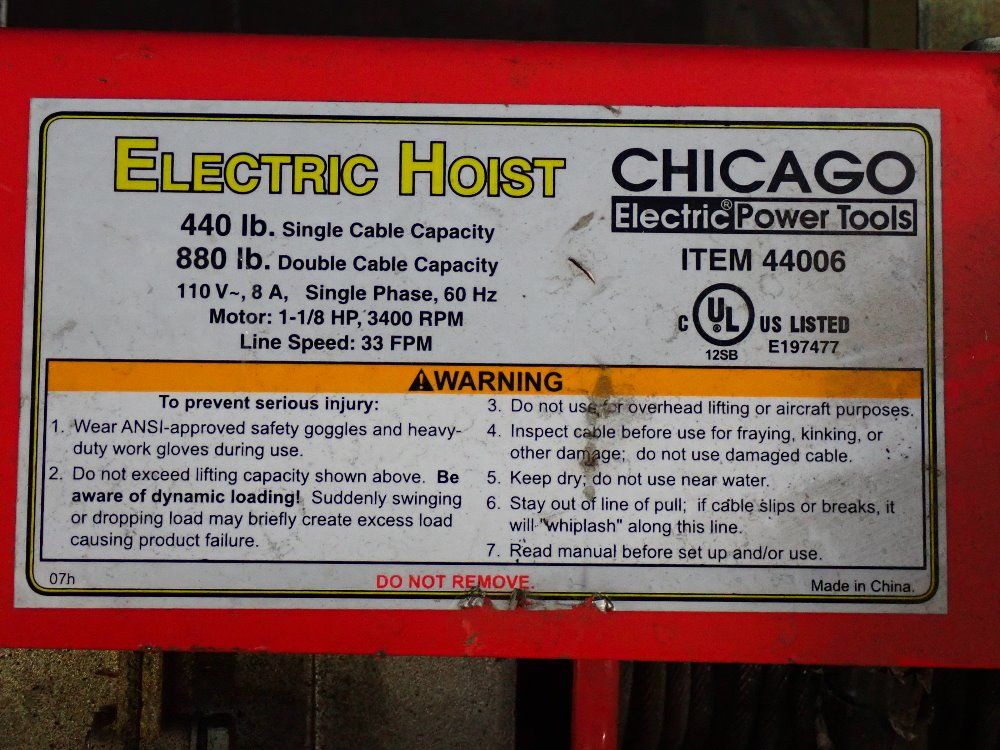 ELECTRIC HOIST
440 lb. Single Cable Capacity
880 lb. Double Cable Capacity
110 V~, 8 A, Single Phase, 60 Hz
Motor: 1-1/8 HP, 3400 RPM
Line Speed: 33 FPM
CHICAGO
Electric® Power Tools
ITEM 44006
C UL US LISTED
12SB E197477
⚠WARNING
To prevent serious injury:
1. Wear ANSI-approved safety goggles and heavy-
duty work gloves during use.
2. Do not exceed lifting capacity shown above. Be
aware of dynamic loading! Suddenly swinging
or dropping load may briefly create excess load
causing product failure.
3. Do not use for overhead lifting or aircraft purposes.
4. Inspect cable before use for fraying, kinking, or
other damage; do not use damaged cable.
5. Keep dry; do not use near water.
6. Stay out of line of pull; if cable slips or breaks, it
will "whiplash" along this line.
7. Read manual before set up and/or use.
07h
DO NOT REMOVE.
Made in China.